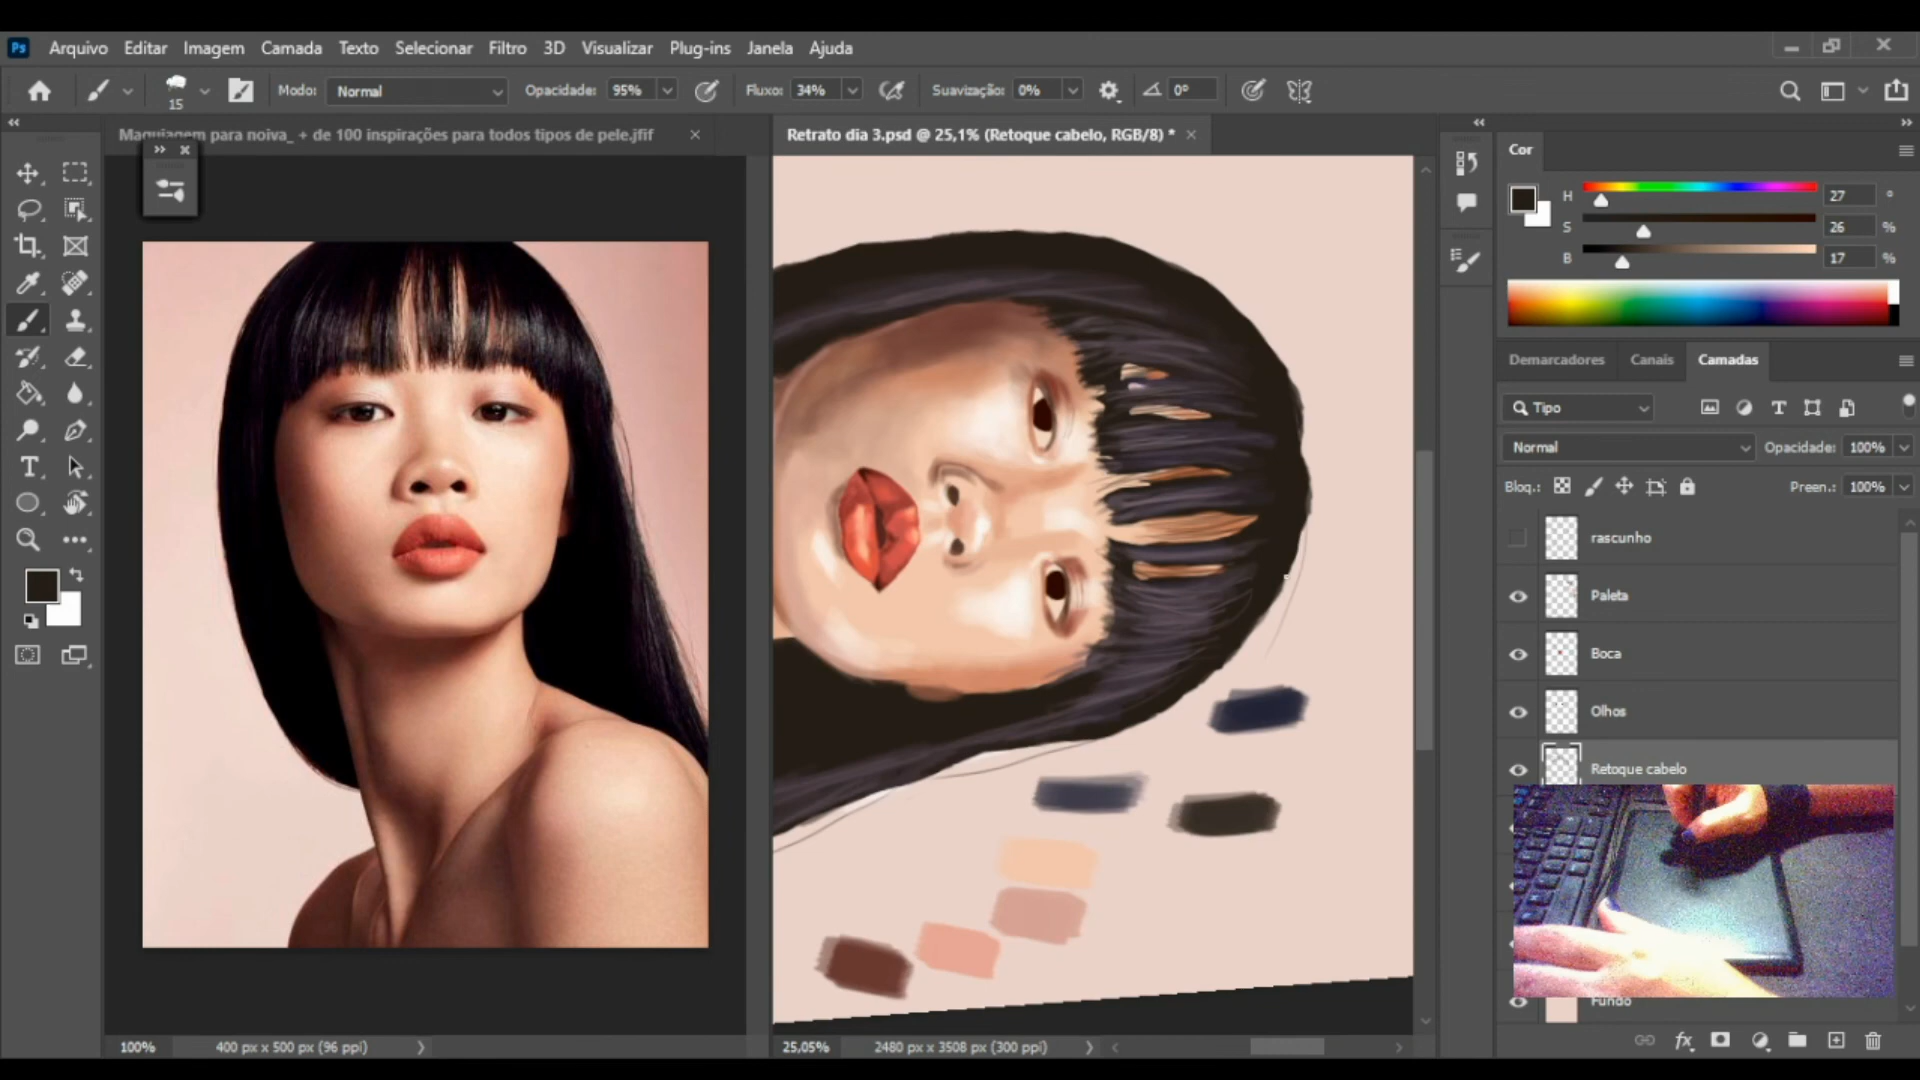 Ps Arquivo Editar Imagem Camada Texto Selecionar Filtro 3D Visualizar Plug-ins Janela Ajuda
15 Modo: Normal Opacidade: 95% Fluxo: 34% Suavização: 0% 0°
Maquiagem para noiva_ + de 100 inspirações para todos tipos de pele.jfif
Retrato dia 3.psd @ 25,1% (Retoque cabelo, RGB/8) *
Cor
H 27 °
S 26 %
B 17 %
Demarcadores Canais Camadas
Tipo
Normal Opacidade: 100%
Bloq.: Preen.: 100%
rascunho
Paleta
Boca
Olhos
Retoque cabelo
Fundo
100% 400 px x 500 px (96 ppi)
25,05% 2480 px x 3508 px (300 ppi)